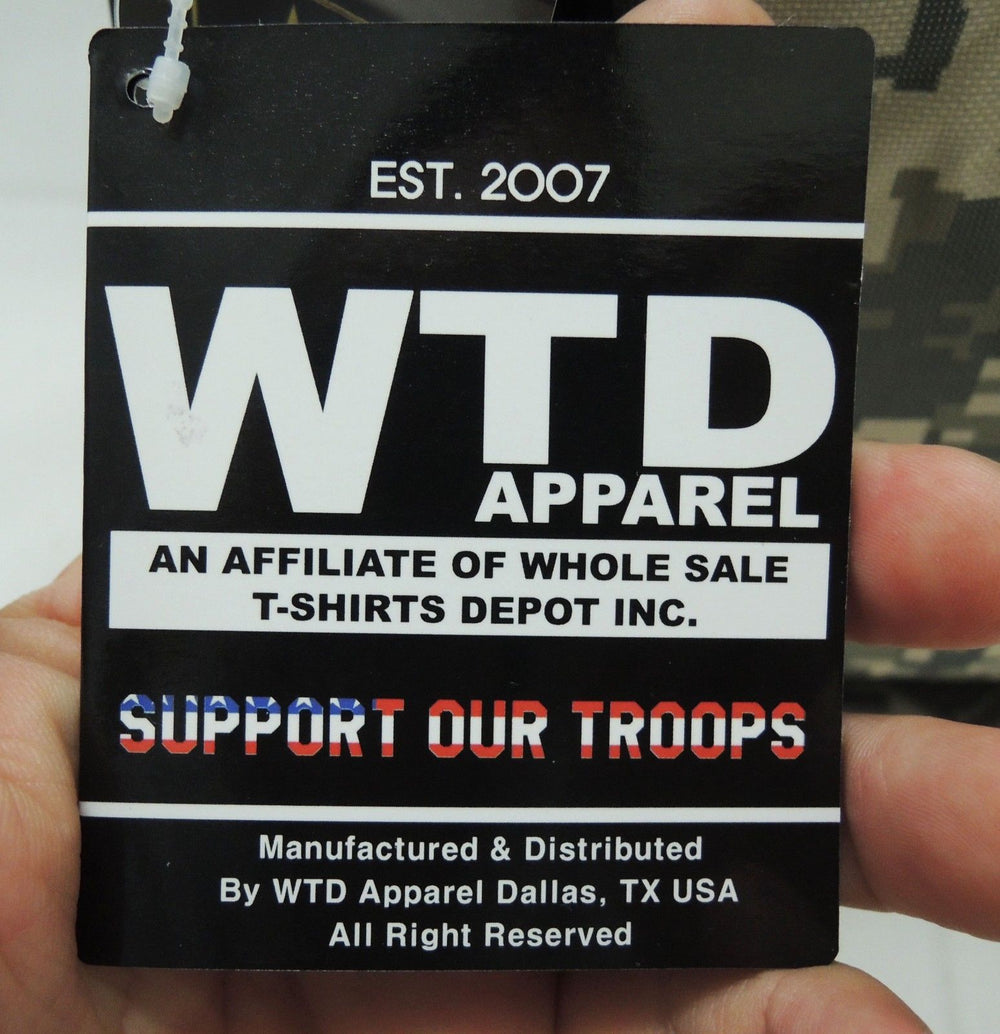 EST. 2007
WTD
APPAREL
AN AFFILIATE OF WHOLE SALE
T-SHIRTS DEPOT INC.
SUPPORT OUR TROOPS
Manufactured & Distributed
By WTD Apparel Dallas, TX USA
All Right Reserved